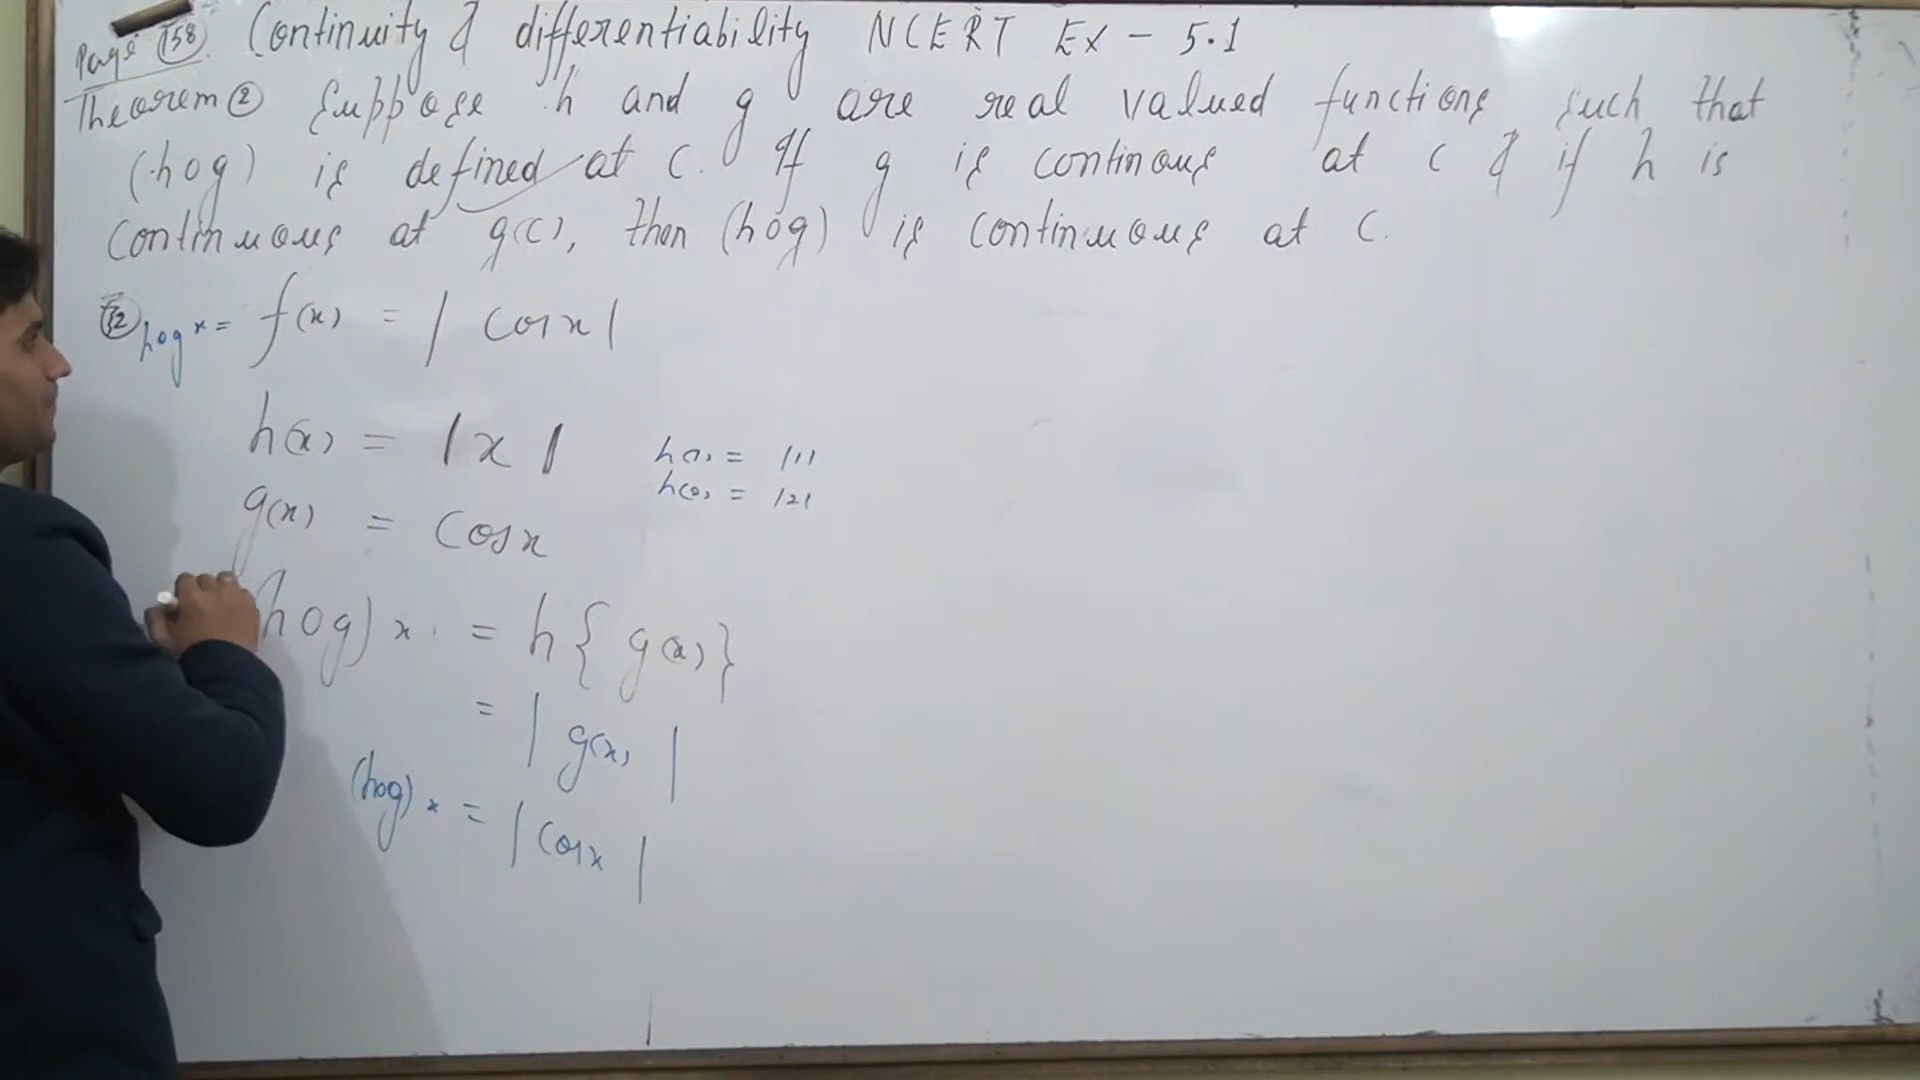 Page 158. Continuity & differentiability NCERT Ex - 5.1
Theorem ② Suppose h and g are real valued functions such that
(hog) is defined at c. If g is continous at c & if if h is
continuous at g(c), then (hog) is continuous at c.
32 hog x = f(x) = | cos x |
h(x) = | x |
h(1) = |1|
h(2) = |2|
g(x) = cos x
hog) x = h{ g(x) }
= | g(x) |
(hog) x = | cos x |